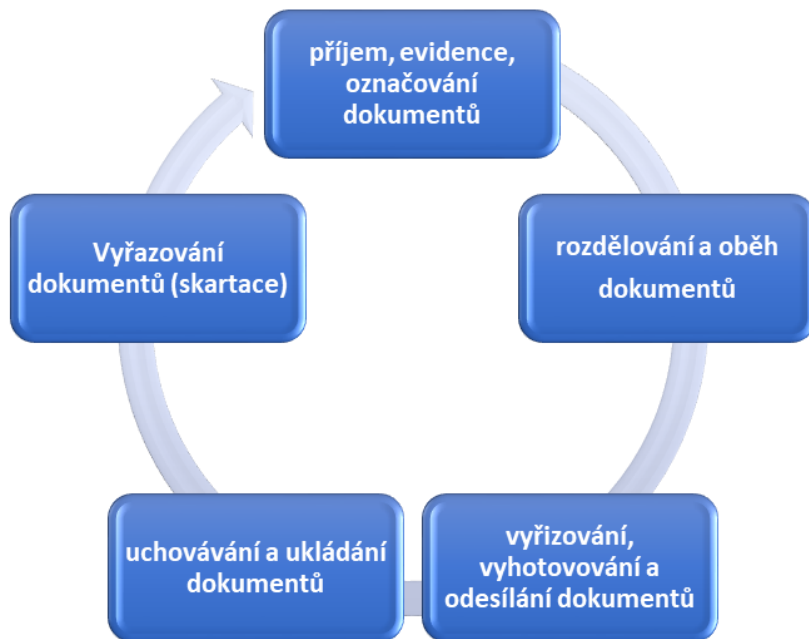 příjem, evidence,
označování
dokumentů
rozdělování a oběh
dokumentů
vyřizování,
vyhotovování a
odesílání dokumentů
uchovávání a ukládání
dokumentů
Vyřazování
dokumentů (skartace)